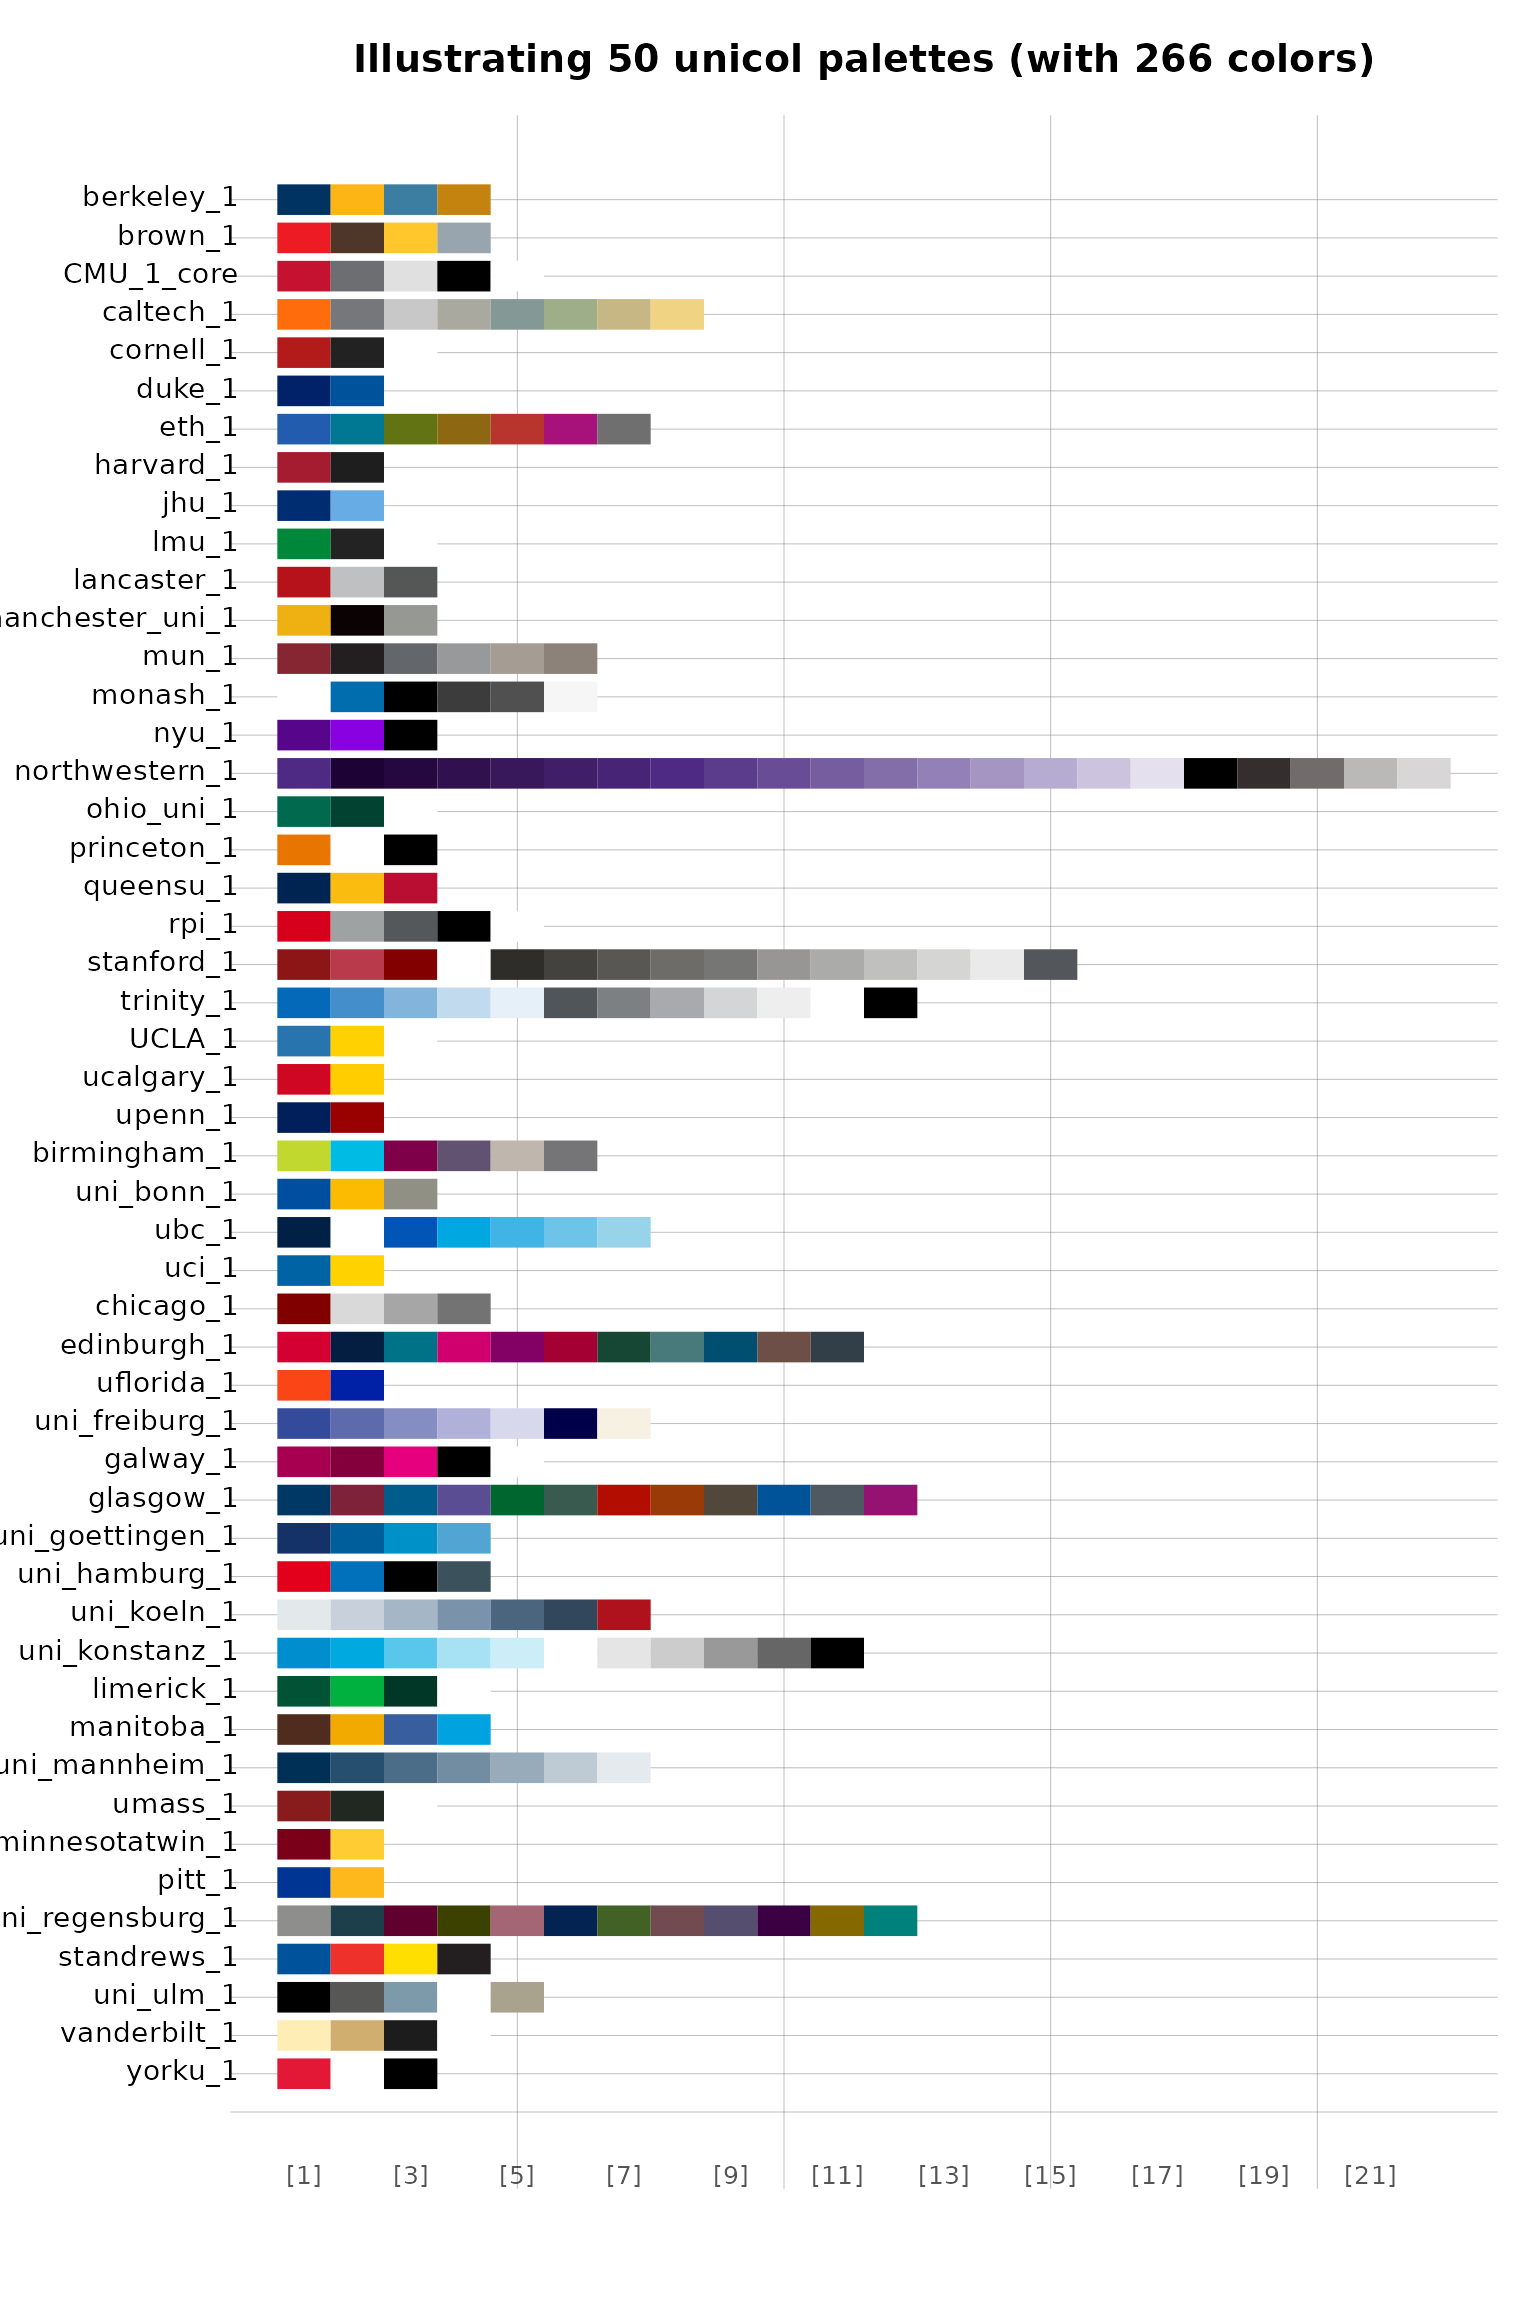 Illustrating 50 unicol palettes (with 266 colors)
berkeley_1
brown_1
CMU_1_core
caltech_1
cornell_1
duke_1
eth_1
harvard_1
jhu_1
lmu_1
lancaster_1
anchester_uni_1
mun_1
monash_1
nyu_1
northwestern_1
ohio_uni_1
princeton_1
queensu_1
rpi_1
stanford_1
trinity_1
UCLA_1
ucalgary_1
upenn_1
birmingham_1
uni_bonn_1
ubc_1
uci_1
chicago_1
edinburgh_1
uflorida_1
uni_freiburg_1
galway_1
glasgow_1
uni_goettingen_1
uni_hamburg_1
uni_koeln_1
uni_konstanz_1
limerick_1
manitoba_1
uni_mannheim_1
umass_1
minnesotatwin_1
pitt_1
ni_regensburg_1
standrews_1
uni_ulm_1
vanderbilt_1
yorku_1
[1] [3] [5] [7] [9] [11] [13] [15] [17] [19] [21]